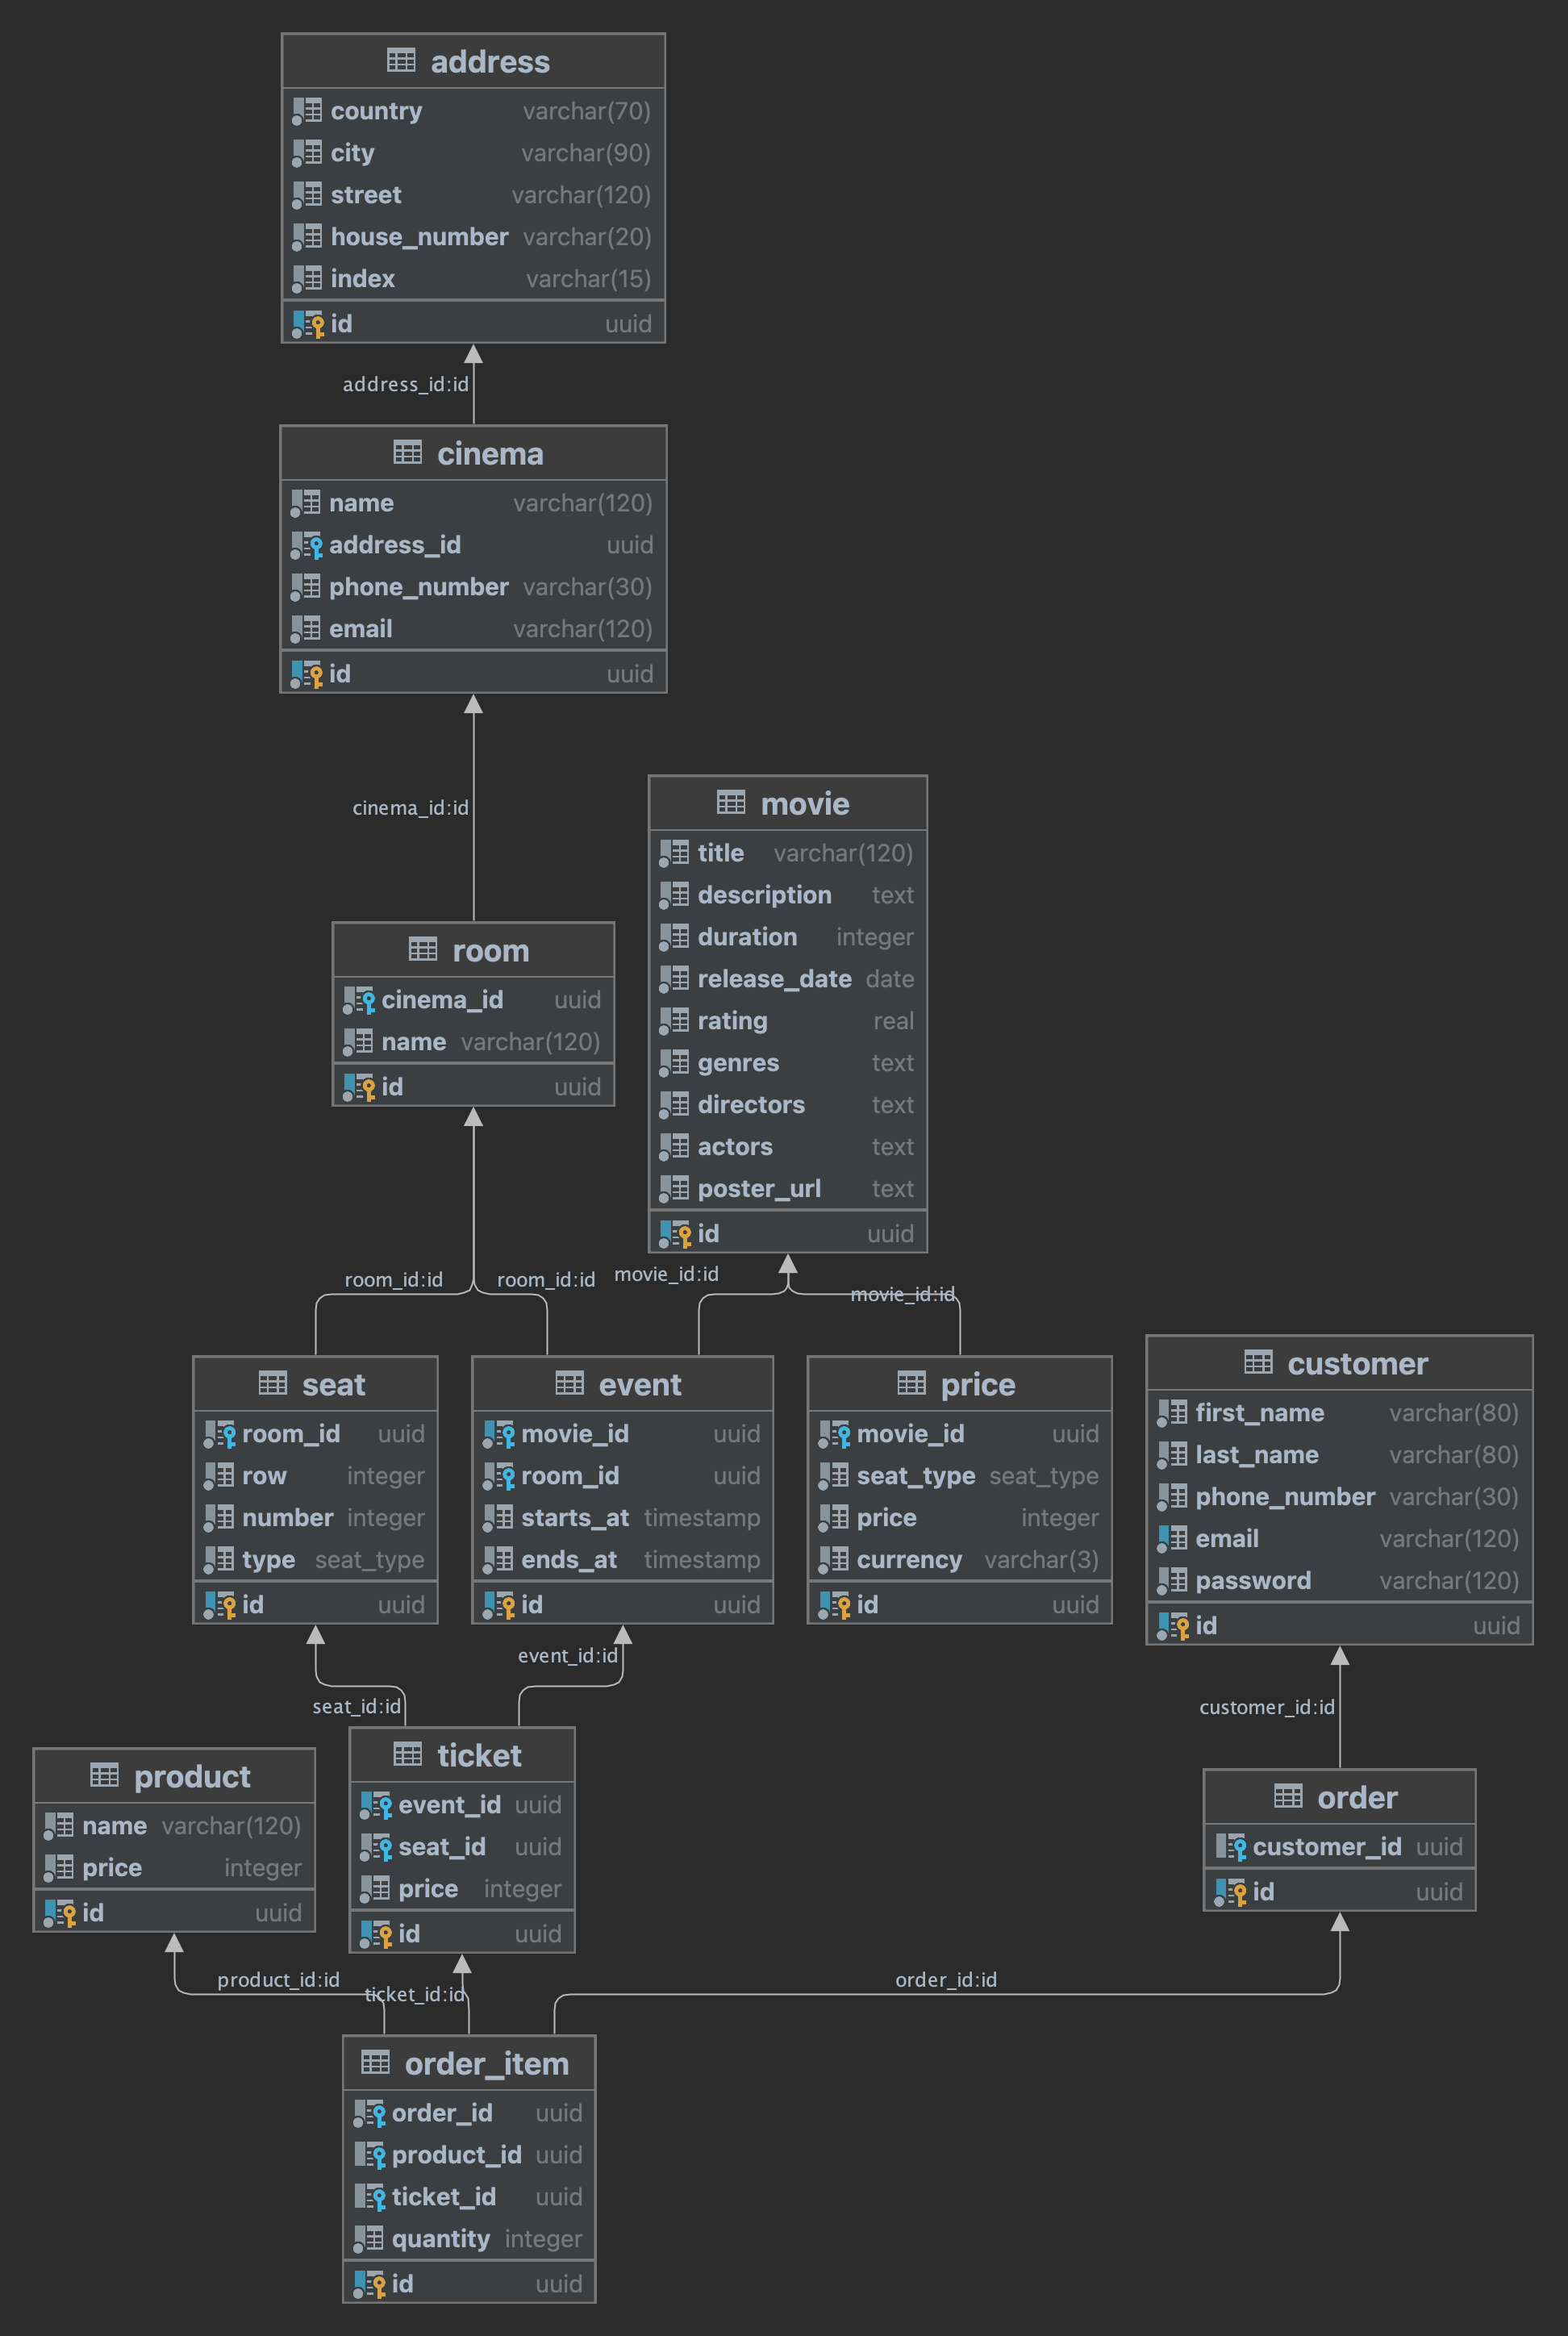 address
country varchar(70)
city varchar(90)
street varchar(120)
house_number varchar(20)
index varchar(15)
id uuid
address_id:id
cinema
name varchar(120)
address_id uuid
phone_number varchar(30)
email varchar(120)
id uuid
cinema_id:id
room
cinema_id uuid
name varchar(120)
id uuid
movie
title varchar(120)
description text
duration integer
release_date date
rating real
genres text
directors text
actors text
poster_url text
id uuid
room_id:id
room_id:id
movie_id:id
movie_id:id
seat
room_id uuid
row integer
number integer
type seat_type
id uuid
event
movie_id uuid
room_id uuid
starts_at timestamp
ends_at timestamp
id uuid
price
movie_id uuid
seat_type seat_type
price integer
currency varchar(3)
id uuid
customer
first_name varchar(80)
last_name varchar(80)
phone_number varchar(30)
email varchar(120)
password varchar(120)
id uuid
seat_id:id
event_id:id
customer_id:id
product
name varchar(120)
price integer
id uuid
ticket
event_id uuid
seat_id uuid
price integer
id uuid
order
customer_id uuid
id uuid
product_id:id
ticket_id:id
order_id:id
order_item
order_id uuid
product_id uuid
ticket_id uuid
quantity integer
id uuid